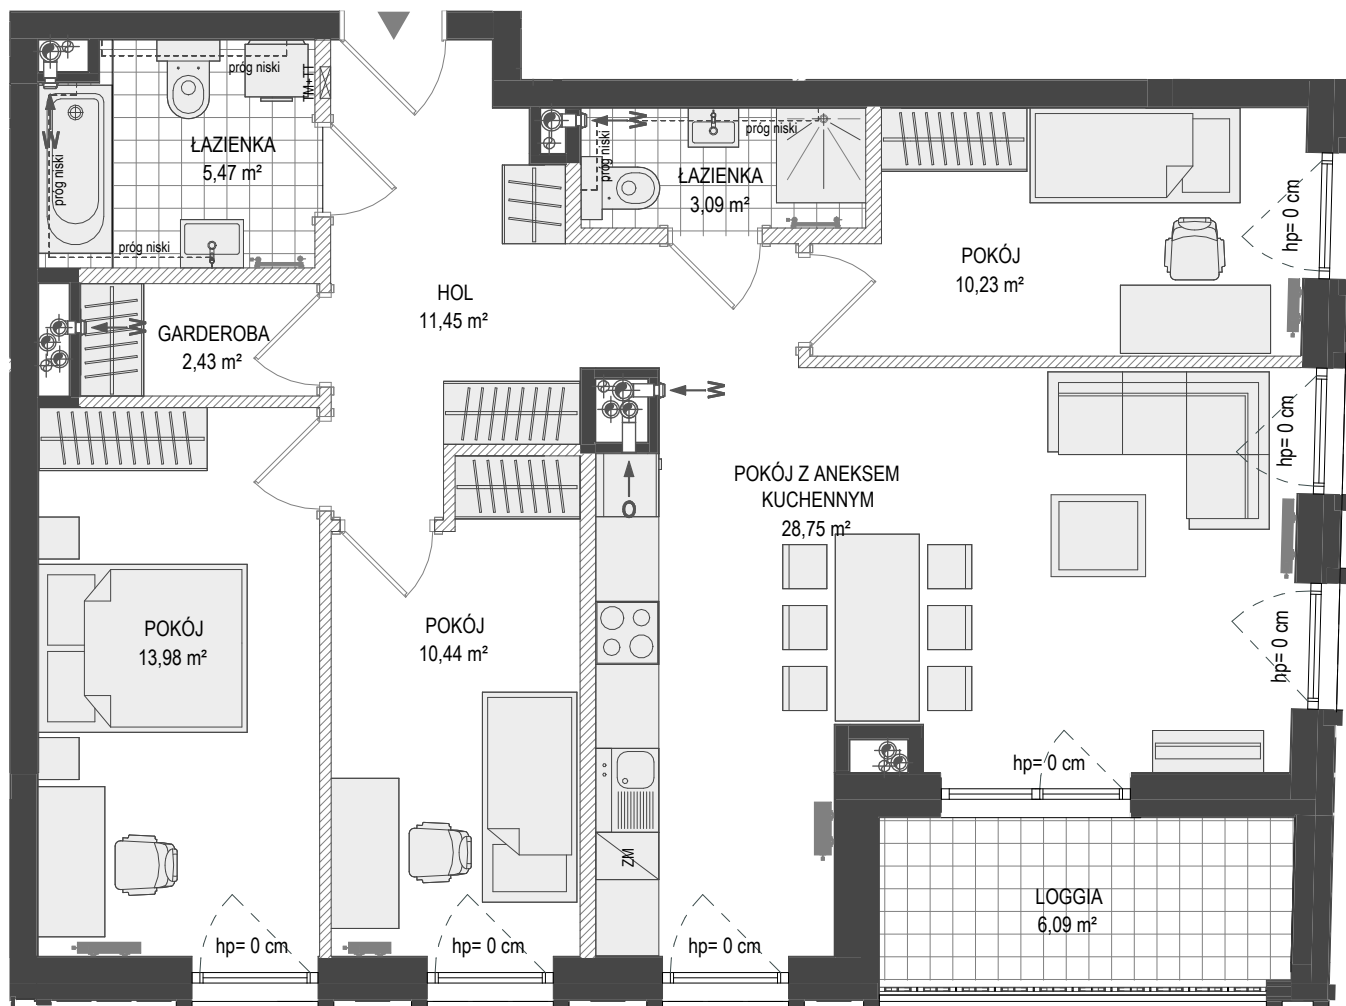 próg niski
TM+TT
ŁAZIENKA
5,47 m²
W
próg niski
próg niski
W
próg niski
próg niski
ŁAZIENKA
3,09 m²
POKÓJ
10,23 m²
hp= 0 cm
HOL
11,45 m²
GARDEROBA
2,43 m²
W
W
hp= 0 cm
POKÓJ Z ANEKSEM
KUCHENNYM
28,75 m²
O
POKÓJ
13,98 m²
POKÓJ
10,44 m²
hp= 0 cm
hp= 0 cm
ZM
LOGGIA
6,09 m²
hp= 0 cm
hp= 0 cm
hp= 0 cm